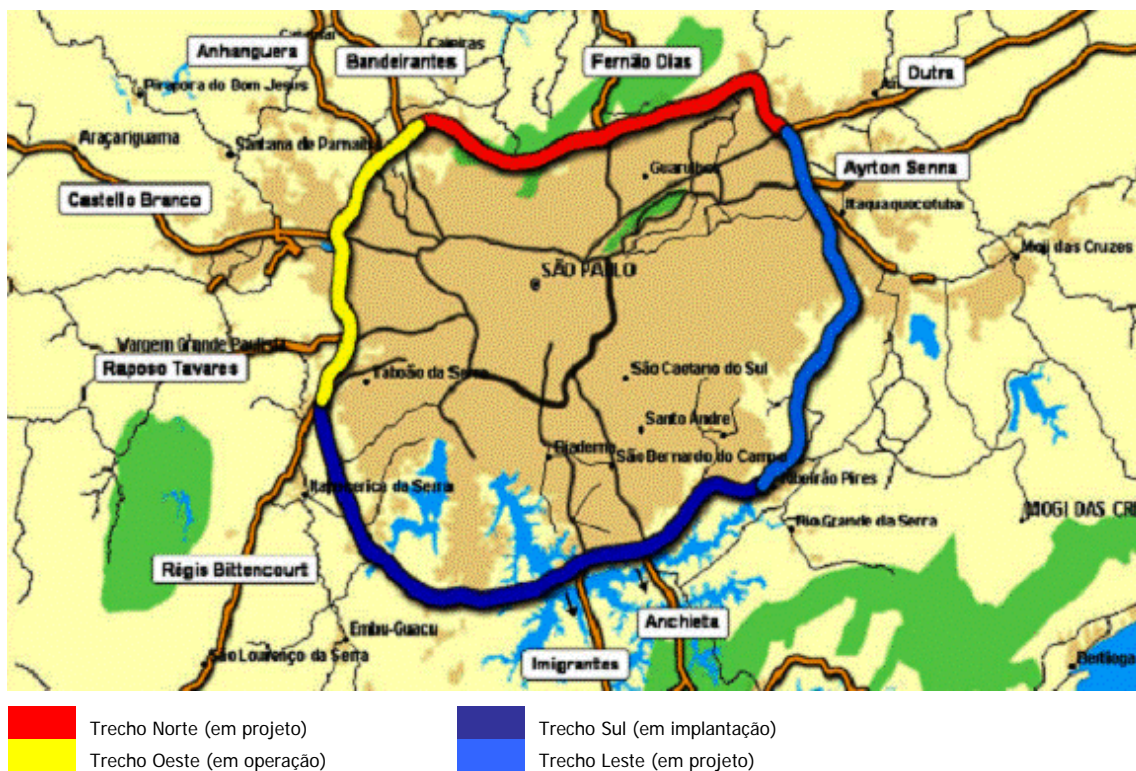 Anhanguera
Bandeirantes
Caieiras
Fernão Dias
Dutra
Pirapora do Bom Jesus
Araçariguama
Santana de Parnaíba
Guarulhos
Ayrton Senna
Castello Branco
Itaquaquecetuba
Moji das Cruzes
SÃO PAULO
Vargem Grande Paulista
Raposo Tavares
Taboão da Serra
São Caetano do Sul
Santo André
Diadema
São Bernardo do Campo
Itapecerica da Serra
Ribeirão Pires
Rio Grande da Serra
MOGI DAS CR
Régis Bittencourt
Embu-Guaçu
Anchieta
São Lourenço da Serra
Imigrantes
Bertioga
Trecho Norte (em projeto)
Trecho Sul (em implantação)
Trecho Oeste (em operação)
Trecho Leste (em projeto)